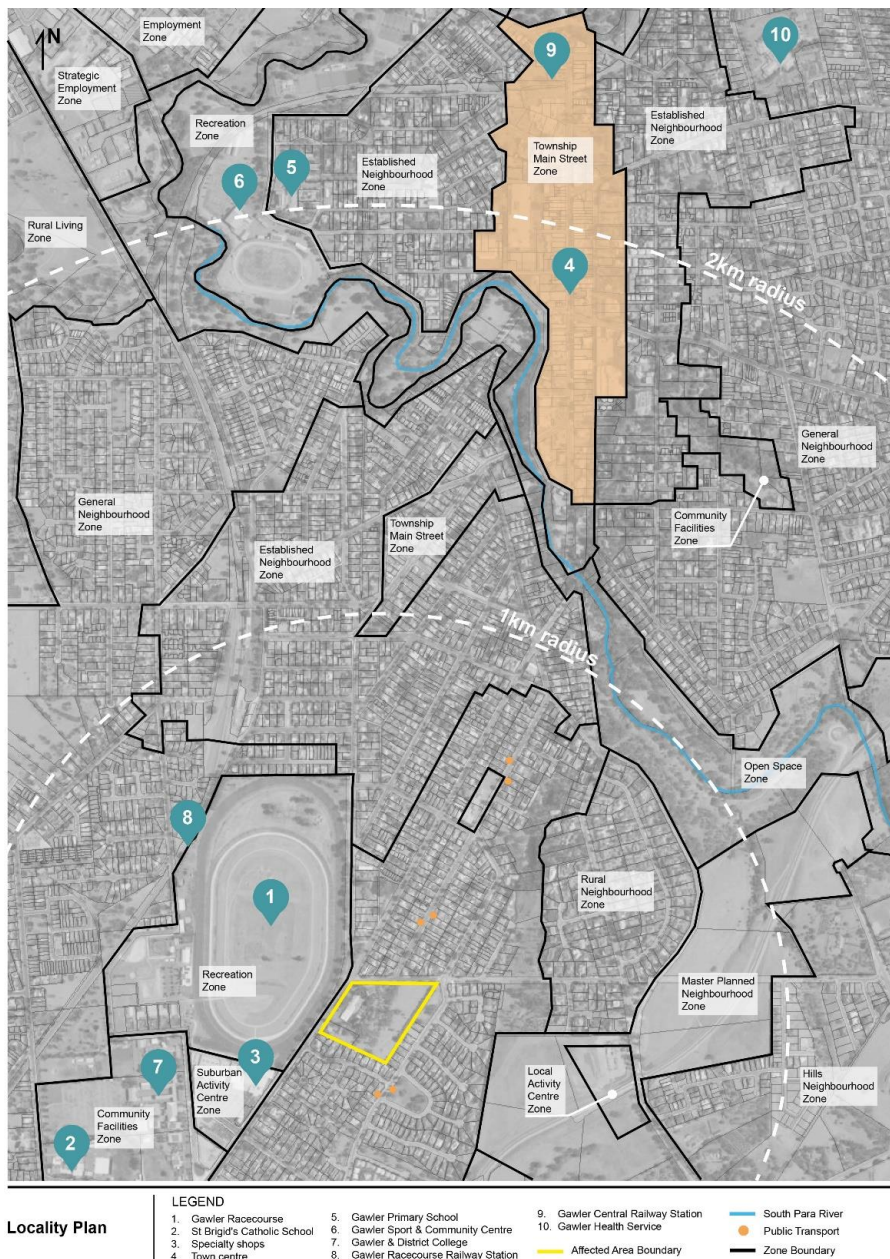 N
Employment
Zone
10
9
Strategic
Employment
Zone
Recreation
Zone
Established
Neighbourhood
Zone
Township
Main Street
Zone
Established
Neighbourhood
Zone
5
6
Rural Living
Zone
4
2km radius
General
Neighbourhood
Zone
General
Neighbourhood
Zone
Community
Facilities
Zone
Township
Main Street
Zone
Established
Neighbourhood
Zone
1km radius
Open Space
Zone
8
1
Rural
Neighbourhood
Zone
Recreation
Zone
Master Planned
Neighbourhood
Zone
3
7
Suburban
Activity
Centre
Zone
Local
Activity Centre
Zone
Hills
Neighbourhood
Zone
Community
Facilities
Zone
2
Locality Plan
LEGEND
1. Gawler Racecourse
2. St Brigid's Catholic School
3. Specialty shops
4. Town centre
5. Gawler Primary School
6. Gawler Sport & Community Centre
7. Gawler & District College
8. Gawler Racecourse Railway Station
9. Gawler Central Railway Station
10. Gawler Health Service
Affected Area Boundary
South Para River
Public Transport
Zone Boundary